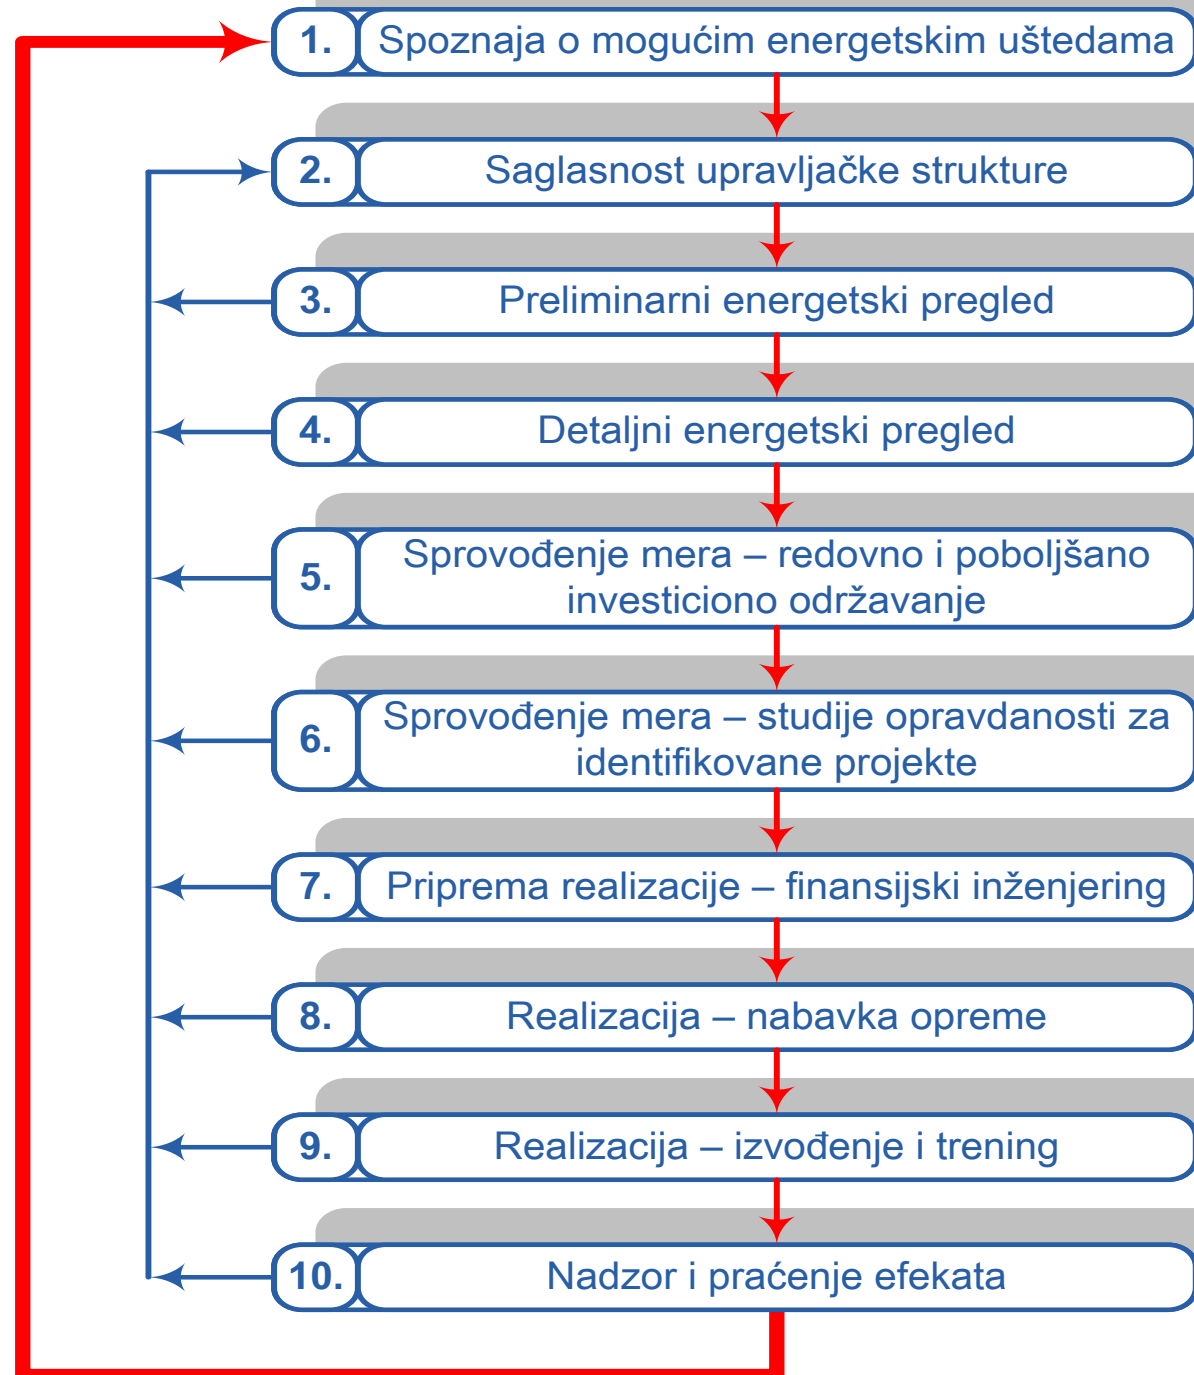 1. Spoznaja o mogućim energetskim uštedama
2. Saglasnost upravljačke strukture
3. Preliminarni energetski pregled
4. Detaljni energetski pregled
5. Sprovođenje mera – redovno i poboljšano
investiciono održavanje
6. Sprovođenje mera – studije opravdanosti za
identifikovane projekte
7. Priprema realizacije – finansijski inženjering
8. Realizacija – nabavka opreme
9. Realizacija – izvođenje i trening
10. Nadzor i praćenje efekata